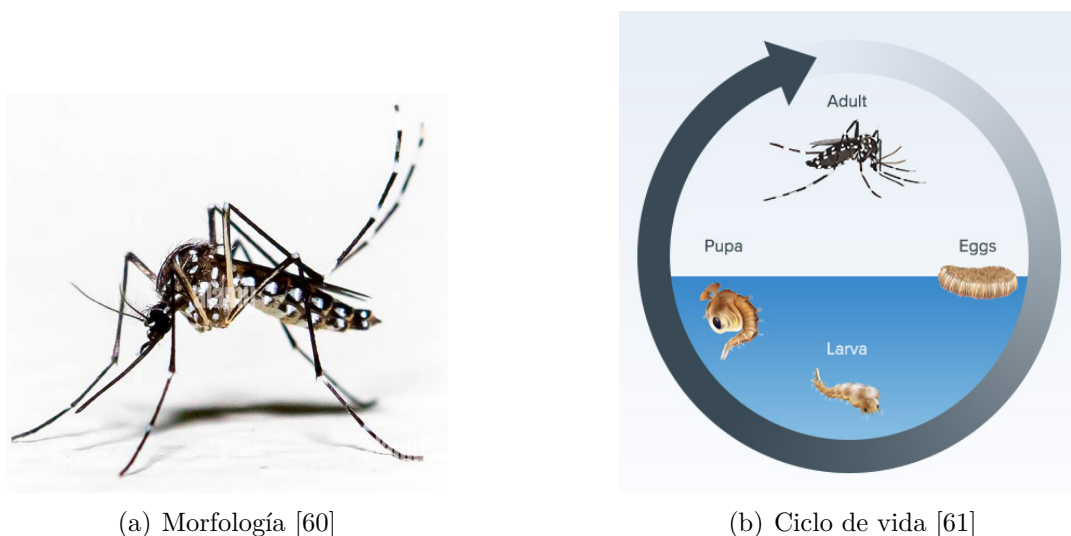 Adult
Pupa
Eggs
Larva
(a) Morfología [60]
(b) Ciclo de vida [61]